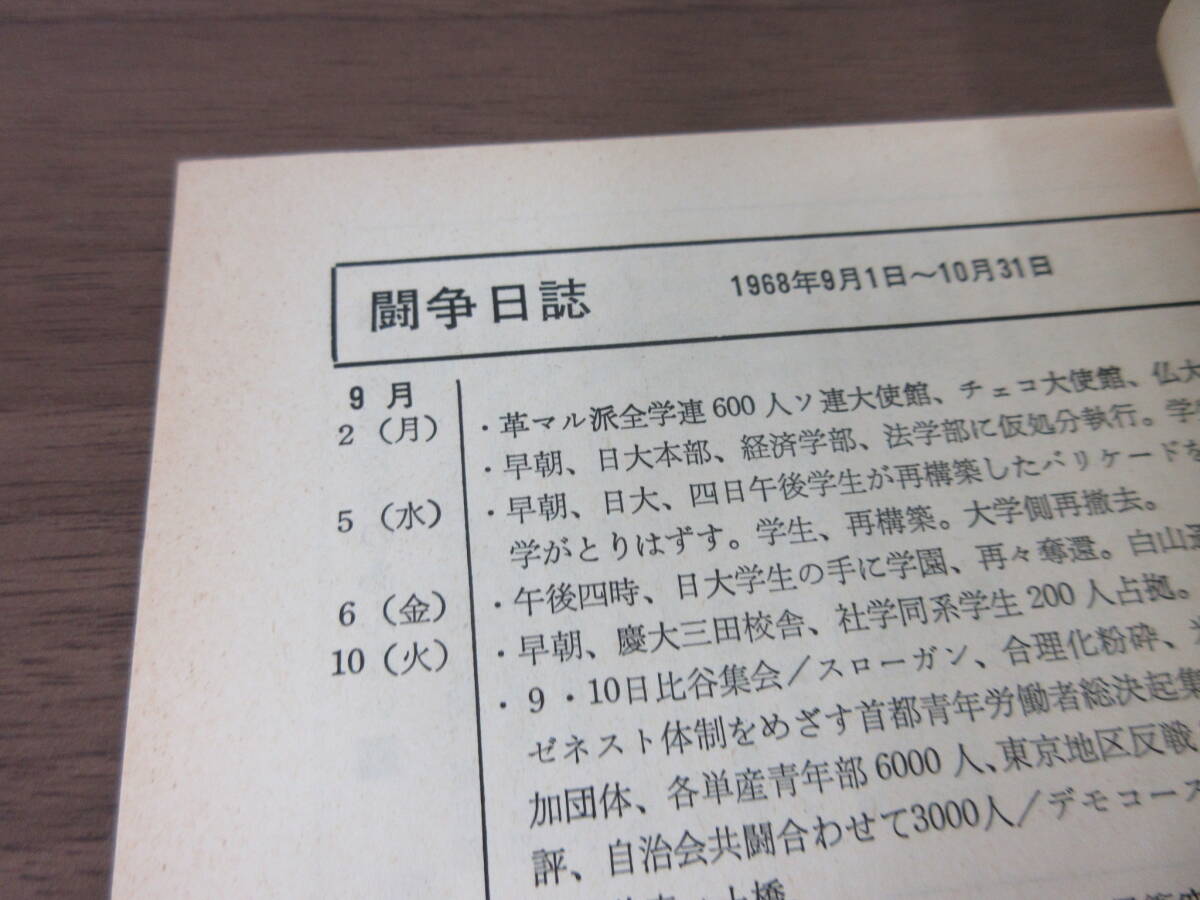 闘争日誌 1968年9月1日〜10月31日
9月
2(月) ・革マル派全学連600人ソ連大使館、チェコ大使館、仏大
・早朝、日大本部、経済学部、法学部に仮処分執行。学
5(水) ・早朝、日大、四日午後学生が再構築したバリケードを
学がとりはずす。学生、再構築。大学側再撤去。
6(金) ・午後四時、日大学生の手に学園、再々奪還。白山通
10(火) ・早朝、慶大三田校舎、社学同系学生200人占拠。
・9・10日比谷集会/スローガン、合理化粉砕、
ゼネスト体制をめざす首都青年労働者総決起集
加団体、各単産青年部6000人、東京地区反戦
評、自治会共闘合わせて3000人/デモコース
土橋